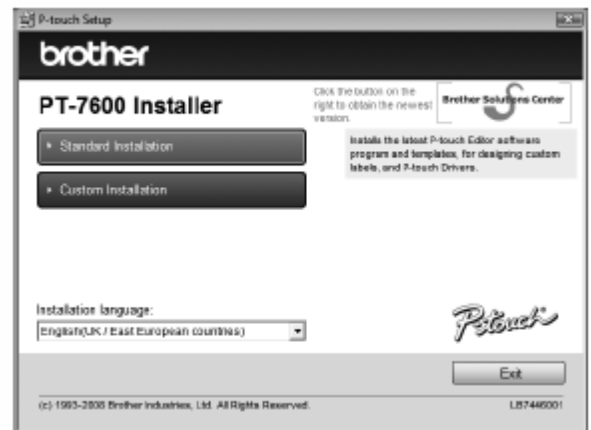 P-touch Setup
brother
PT-7600 Installer
Click the button on the
right to obtain the newest
version.
Brother Solutions Center
Standard Installation
Custom Installation
Installs the latest P-touch Editor software
program and templates, for designing custom
labels, and P-touch Drivers.
Installation language:
English(UK / East European countries)
P-touch
Exit
(c) 1993-2008 Brother Industries, Ltd. All Rights Reserved.
LB7446001